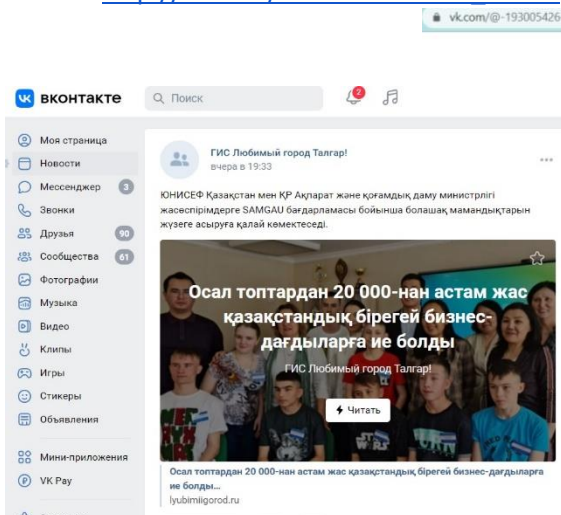 vk.com/@-193005426
ВКОНТАКТЕ
Поиск
2
Моя страница
Новости
Мессенджер 3
Звонки
Друзья 90
Сообщества 61
Фотографии
Музыка
Видео
Клипы
Игры
Стикеры
Объявления
Мини-приложения
VK Pay
ГИС Любимый город Талгар!
вчера в 19:33
ЮНИСЕФ Қазақстан мен ҚР Ақпарат және қоғамдық даму министрлігі
жасөспірімдерге SAMGAU бағдарламасы бойынша болашақ мамандықтарын
жүзеге асыруға қалай көмектеседі.
Осал топтардан 20 000-нан астам жас
қазақстандық бірегей бизнес-
дағдыларға ие болды
ГИС Любимый город Талгар!
Читать
Осал топтардан 20 000-нан астам жас қазақстандық бірегей бизнес-дағдыларға
ие болды...
lyubimiigorod.ru